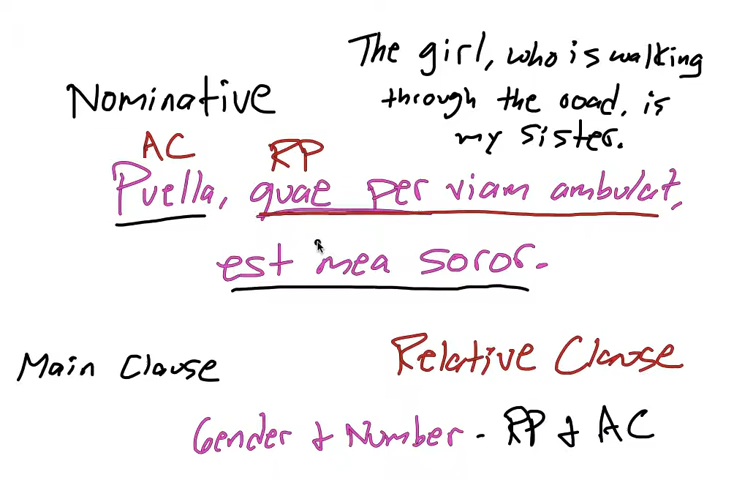 The girl, who is walking
through the road, is
my sister.
Nominative
AC RP
Puella, quae per viam ambulat,
est mea soror.
Main Clause
Relative Clause
Gender & Number - RP & AC